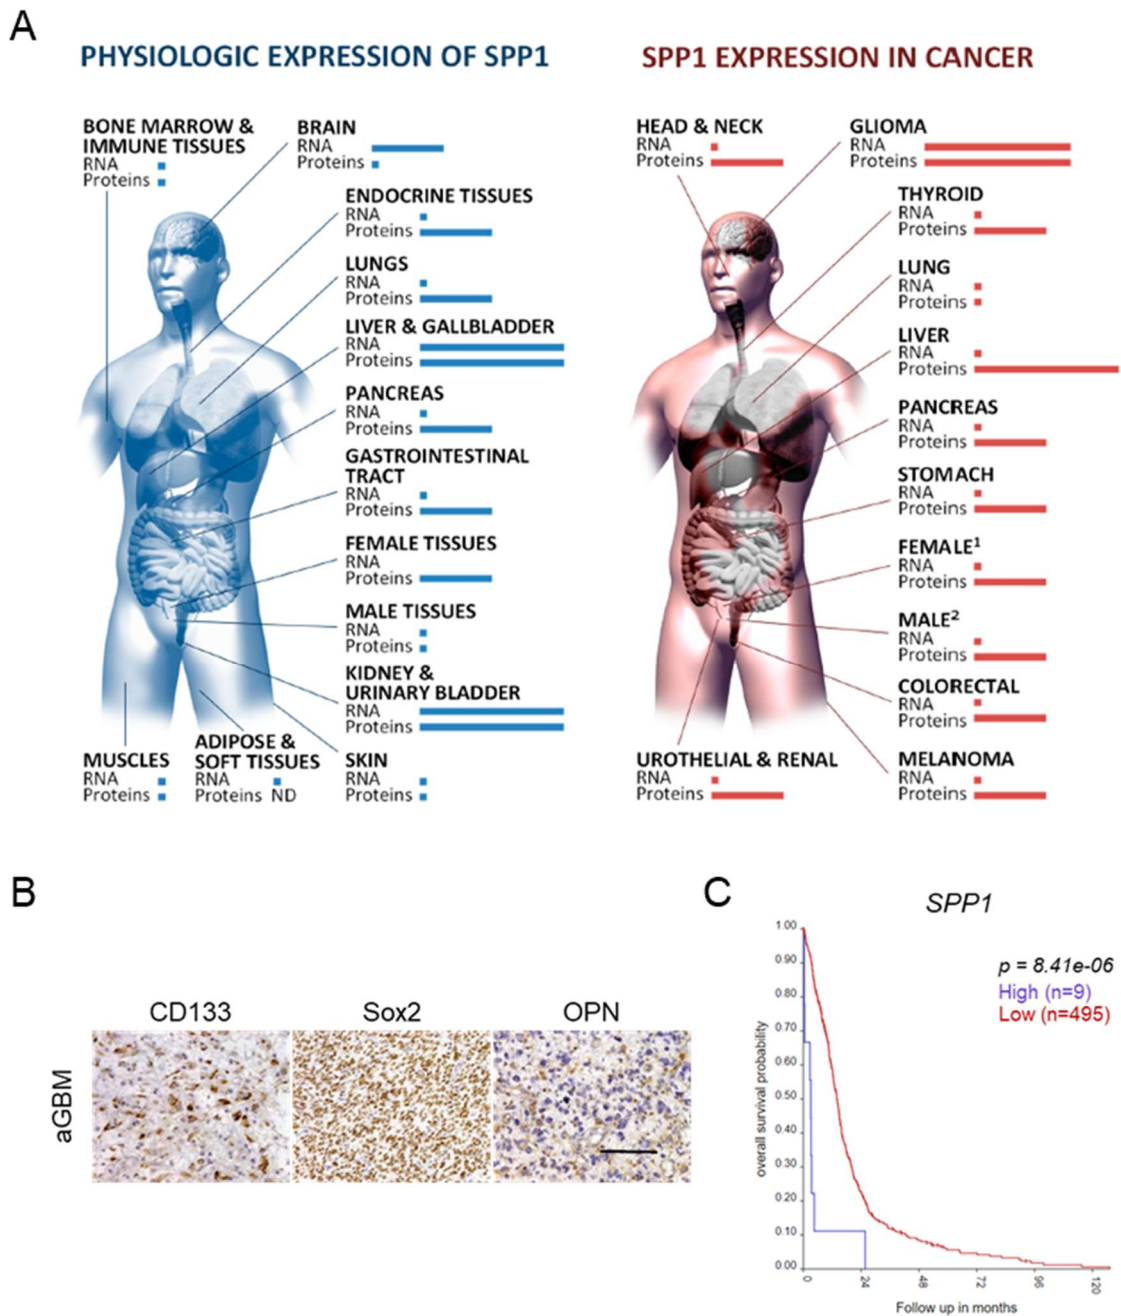 A
PHYSIOLOGIC EXPRESSION OF SPP1
BONE MARROW &
IMMUNE TISSUES
RNA
Proteins
BRAIN
RNA
Proteins
ENDOCRINE TISSUES
RNA
Proteins
LUNGS
RNA
Proteins
LIVER & GALLBLADDER
RNA
Proteins
PANCREAS
RNA
Proteins
GASTROINTESTINAL
TRACT
RNA
Proteins
FEMALE TISSUES
RNA
Proteins
MALE TISSUES
RNA
Proteins
KIDNEY &
URINARY BLADDER
RNA
Proteins
MUSCLES
RNA
Proteins
ADIPOSE &
SOFT TISSUES
RNA
Proteins ND
SKIN
RNA
Proteins
SPP1 EXPRESSION IN CANCER
HEAD & NECK
RNA
Proteins
GLIOMA
RNA
Proteins
THYROID
RNA
Proteins
LUNG
RNA
Proteins
LIVER
RNA
Proteins
PANCREAS
RNA
Proteins
STOMACH
RNA
Proteins
FEMALE¹
RNA
Proteins
MALE²
RNA
Proteins
COLORECTAL
RNA
Proteins
UROTHELIAL & RENAL
RNA
Proteins
MELANOMA
RNA
Proteins
B
CD133 Sox2 OPN
aGBM
C
SPP1
p = 8.41e-06
High (n=9)
Low (n=495)
overall survival probability
1.00
0.90
0.80
0.70
0.60
0.50
0.40
0.30
0.20
0.10
0.00
0 24 48 72 96 120
Follow up in months